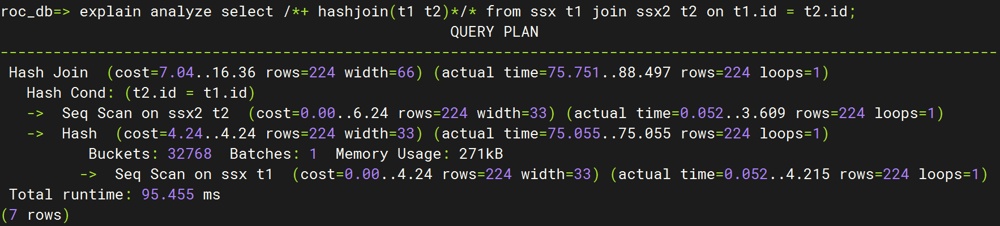 roc_db=> explain analyze select /*+ hashjoin(t1 t2)*/* from ssx t1 join ssx2 t2 on t1.id = t2.id;
QUERY PLAN
-----------------------------------------------------------------------------------------------------------------
Hash Join  (cost=7.04..16.36 rows=224 width=66) (actual time=75.751..88.497 rows=224 loops=1)
Hash Cond: (t2.id = t1.id)
->  Seq Scan on ssx2 t2  (cost=0.00..6.24 rows=224 width=33) (actual time=0.052..3.609 rows=224 loops=1)
->  Hash  (cost=4.24..4.24 rows=224 width=33) (actual time=75.055..75.055 rows=224 loops=1)
Buckets: 32768  Batches: 1  Memory Usage: 271kB
->  Seq Scan on ssx t1  (cost=0.00..4.24 rows=224 width=33) (actual time=0.052..4.215 rows=224 loops=1)
Total runtime: 95.455 ms
(7 rows)